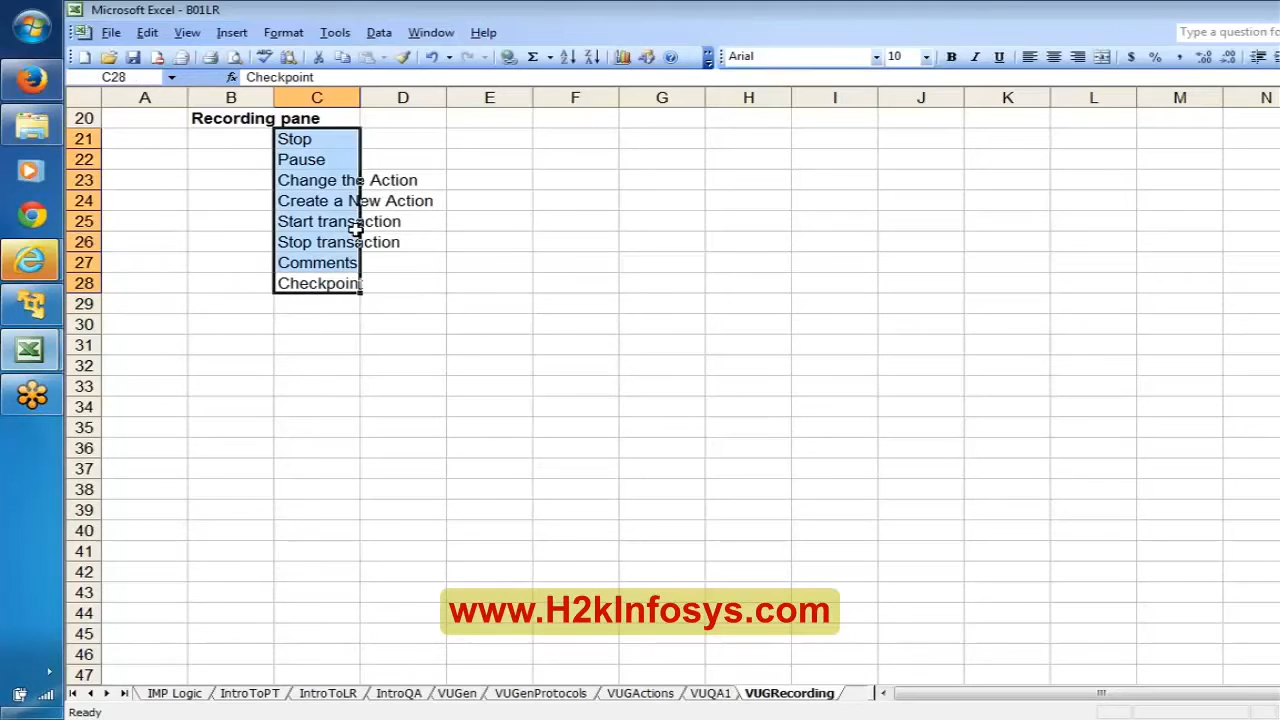 Microsoft Excel - B01LR
File Edit View Insert Format Tools Data Window Help
Type a question fo
Arial 10 B I U $ %
C28 fx Checkpoint
A B C D E F G H I J K L M N
20 Recording pane
21 Stop
22 Pause
23 Change the Action
24 Create a New Action
25 Start transaction
26 Stop transaction
27 Comments
28 Checkpoint
29
30
31
32
33
34
35
36
37
38
39
40
41
42
43
44
45
46
47
www.H2kInfosys.com
IMP Logic IntroToPT IntroToLR IntroQA VUGen VUGenProtocols VUGActions VUQA1 VUGRecording
Ready